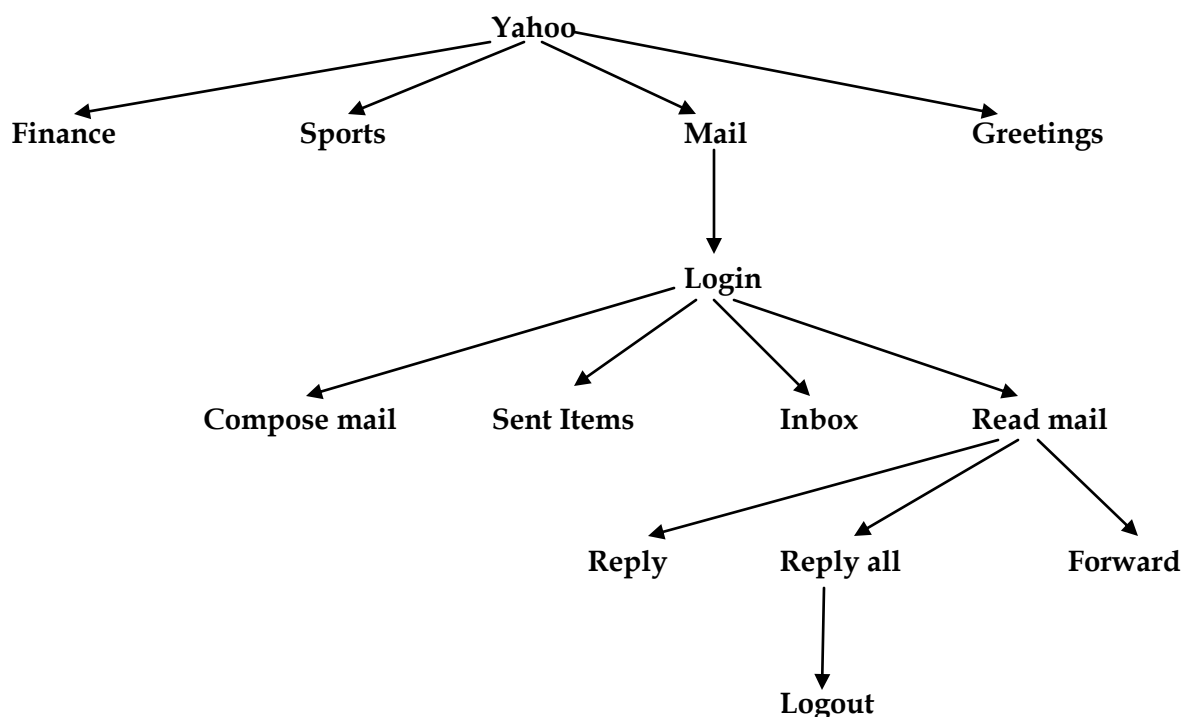 Yahoo
Finance Sports Mail Greetings
Login
Compose mail Sent Items Inbox Read mail
Reply Reply all Forward
Logout